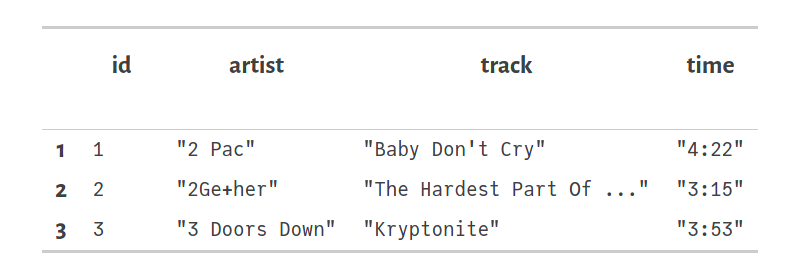 id artist track time
1 1 "2 Pac" "Baby Don't Cry" "4:22"
2 2 "2Ge+her" "The Hardest Part Of ..." "3:15"
3 3 "3 Doors Down" "Kryptonite" "3:53"